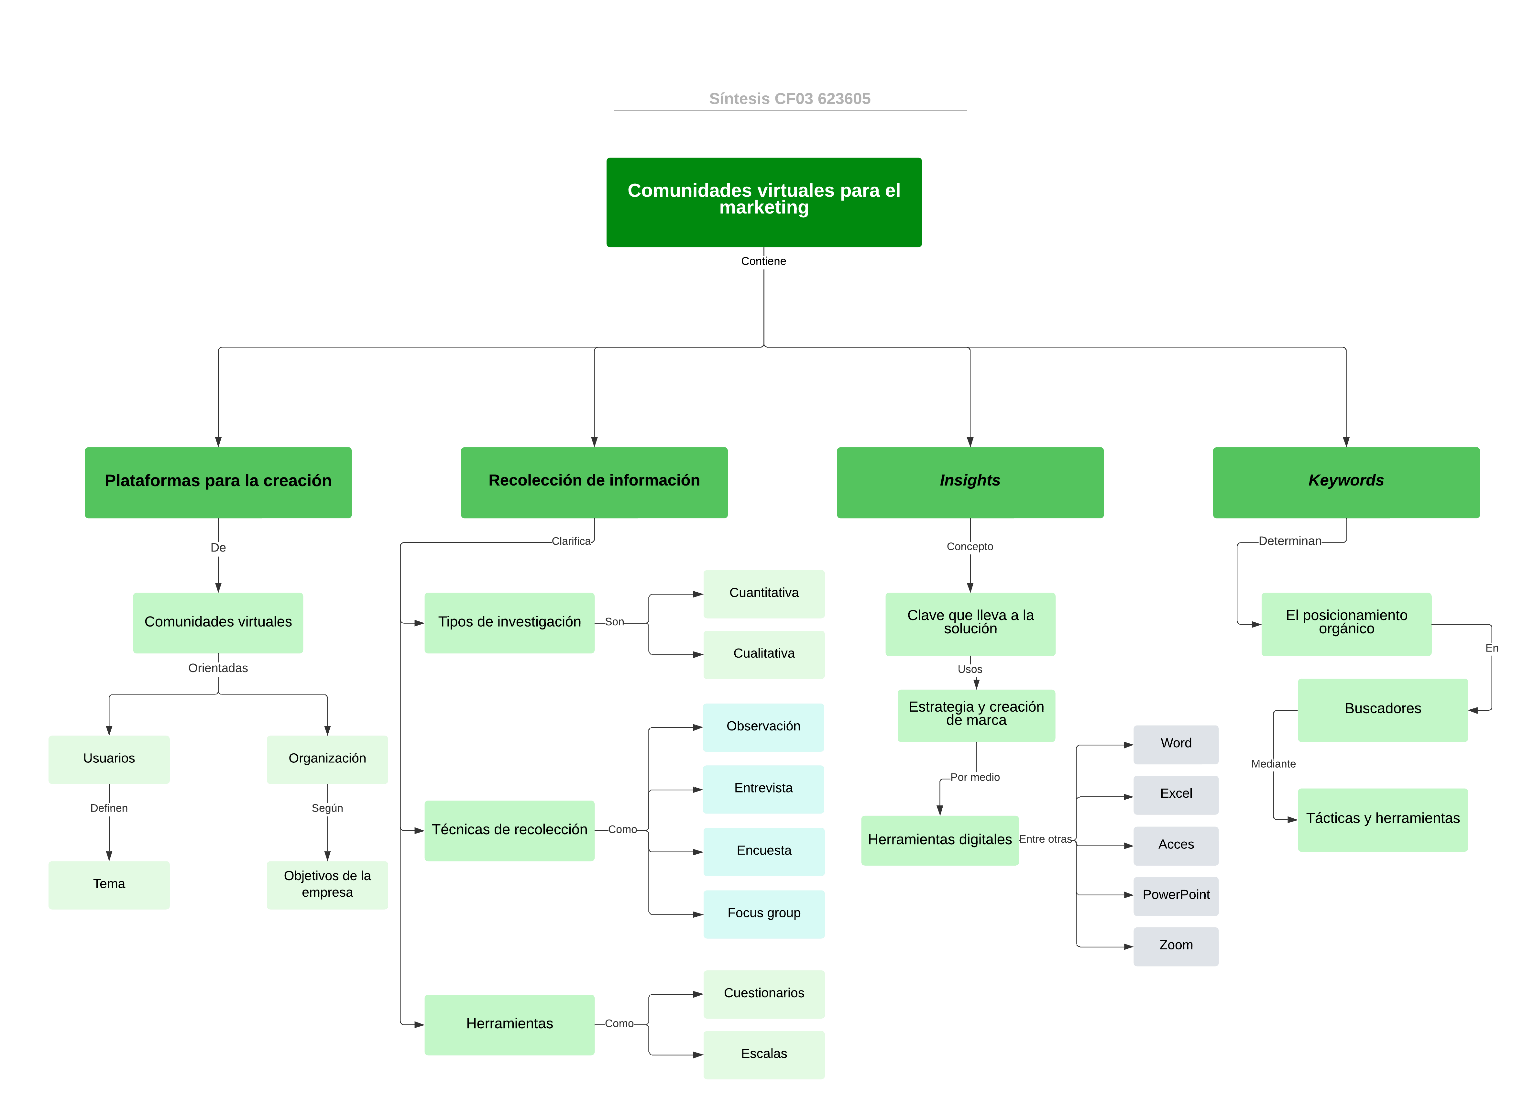 Síntesis CF03 623605
Comunidades virtuales para el
marketing
Contiene
Plataformas para la creación
Recolección de información
Insights
Keywords
De
Clarifica
Concepto
Determinan
Comunidades virtuales
Orientadas
Usuarios
Organización
Definen
Según
Tema
Objetivos de la
empresa
Tipos de investigación
Son
Cuantitativa
Cualitativa
Técnicas de recolección
Como
Observación
Entrevista
Encuesta
Focus group
Herramientas
Como
Cuestionarios
Escalas
Clave que lleva a la
solución
Usos
Estrategia y creación
de marca
Por medio
Herramientas digitales
Entre otras
Word
Excel
Acces
PowerPoint
Zoom
El posicionamiento
orgánico
En
Buscadores
Mediante
Tácticas y herramientas